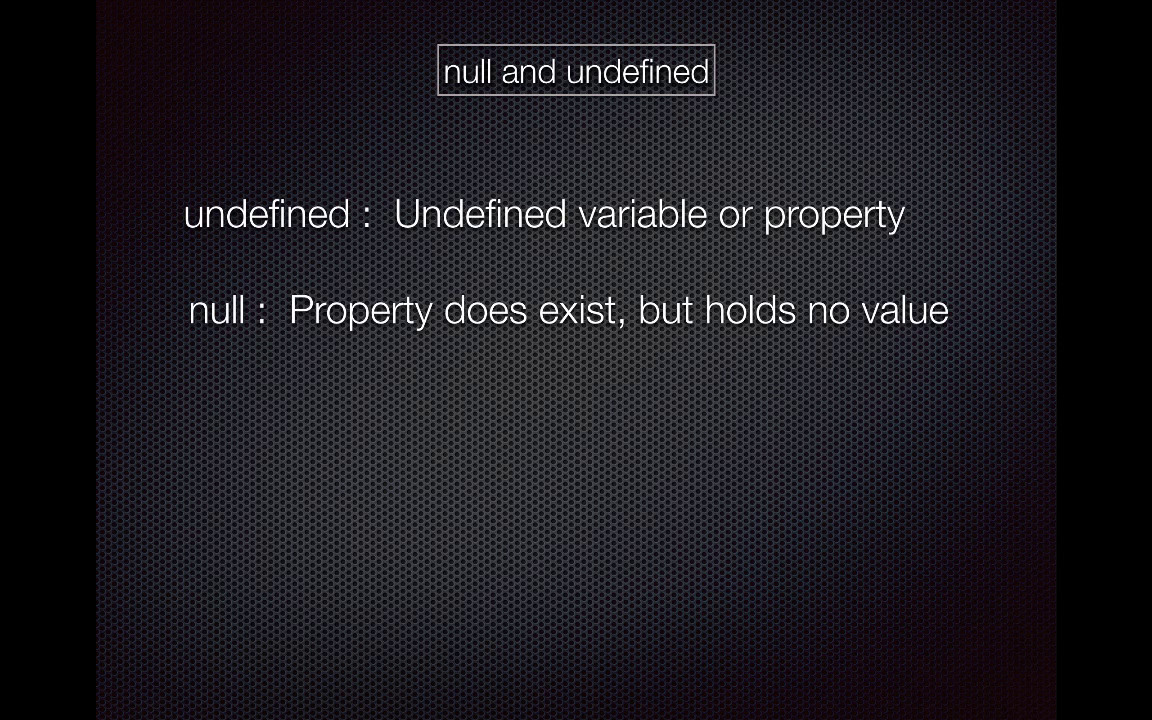 null and undefined
undefined :  Undefined variable or property
null :  Property does exist, but holds no value